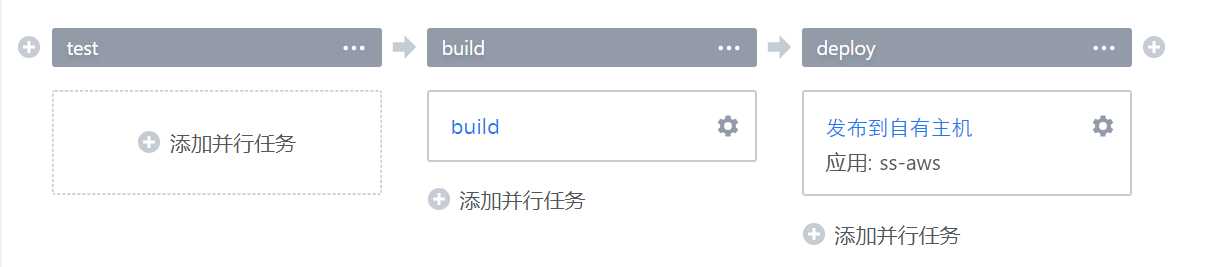 test
build
deploy
添加并行任务
build
添加并行任务
发布到自有主机
应用: ss-aws
添加并行任务